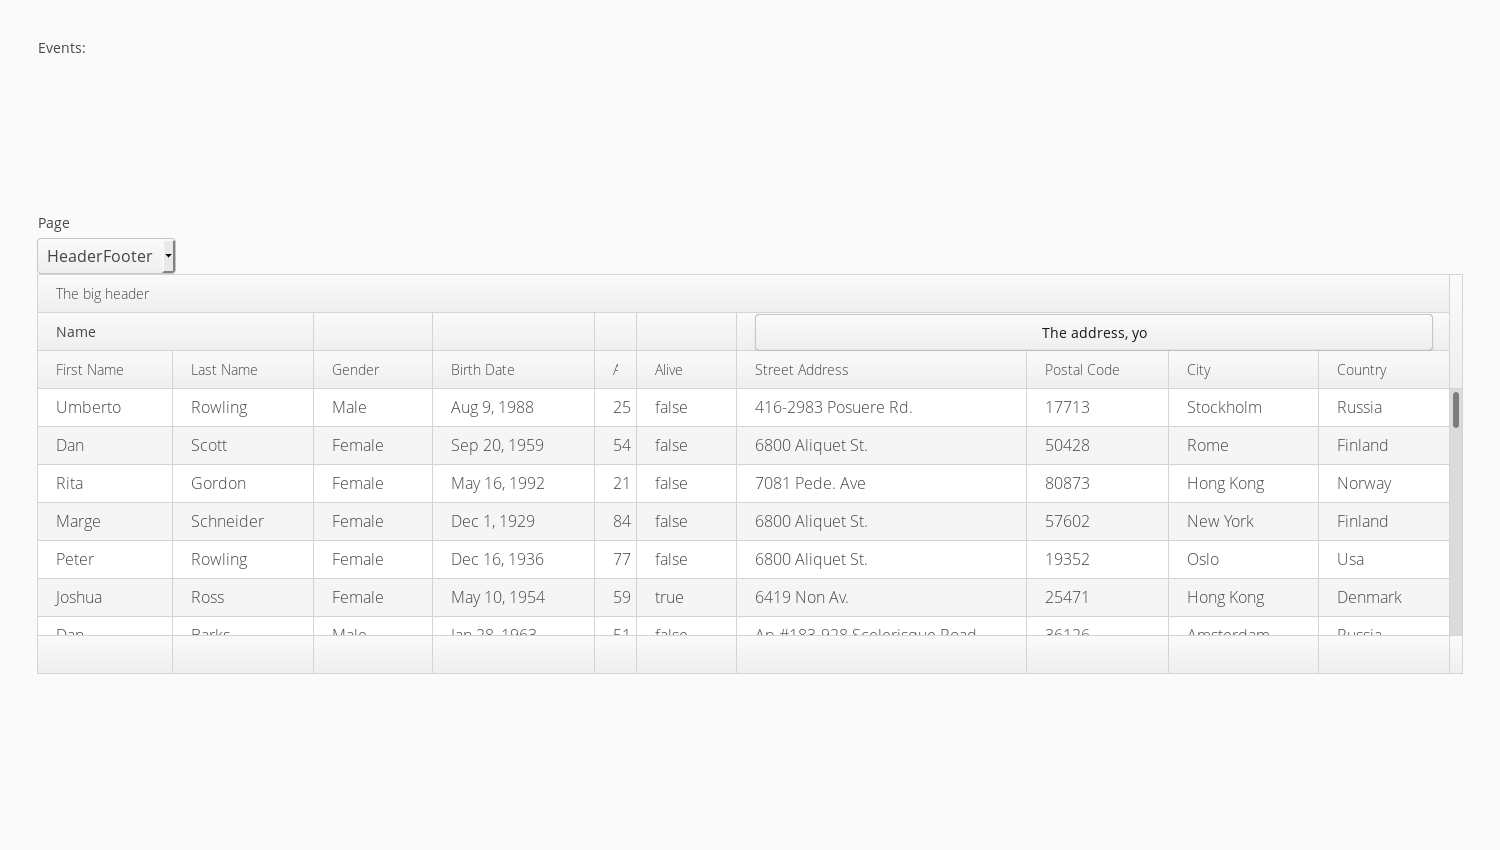 Events:
Page
HeaderFooter
The big header
Name The address, yo
First Name Last Name Gender Birth Date Alive Street Address Postal Code City Country
Umberto Rowling Male Aug 9, 1988 25 false 416-2983 Posuere Rd. 17713 Stockholm Russia
Dan Scott Female Sep 20, 1959 54 false 6800 Aliquet St. 50428 Rome Finland
Rita Gordon Female May 16, 1992 21 false 7081 Pede. Ave 80873 Hong Kong Norway
Marge Schneider Female Dec 1, 1929 84 false 6800 Aliquet St. 57602 New York Finland
Peter Rowling Female Dec 16, 1936 77 false 6800 Aliquet St. 19352 Oslo Usa
Joshua Ross Female May 10, 1954 59 true 6419 Non Av. 25471 Hong Kong Denmark
Dan Barks Male Jan 28, 1963 51 false Ap #183-928 Scelerisque Road 36126 Amsterdam Russia